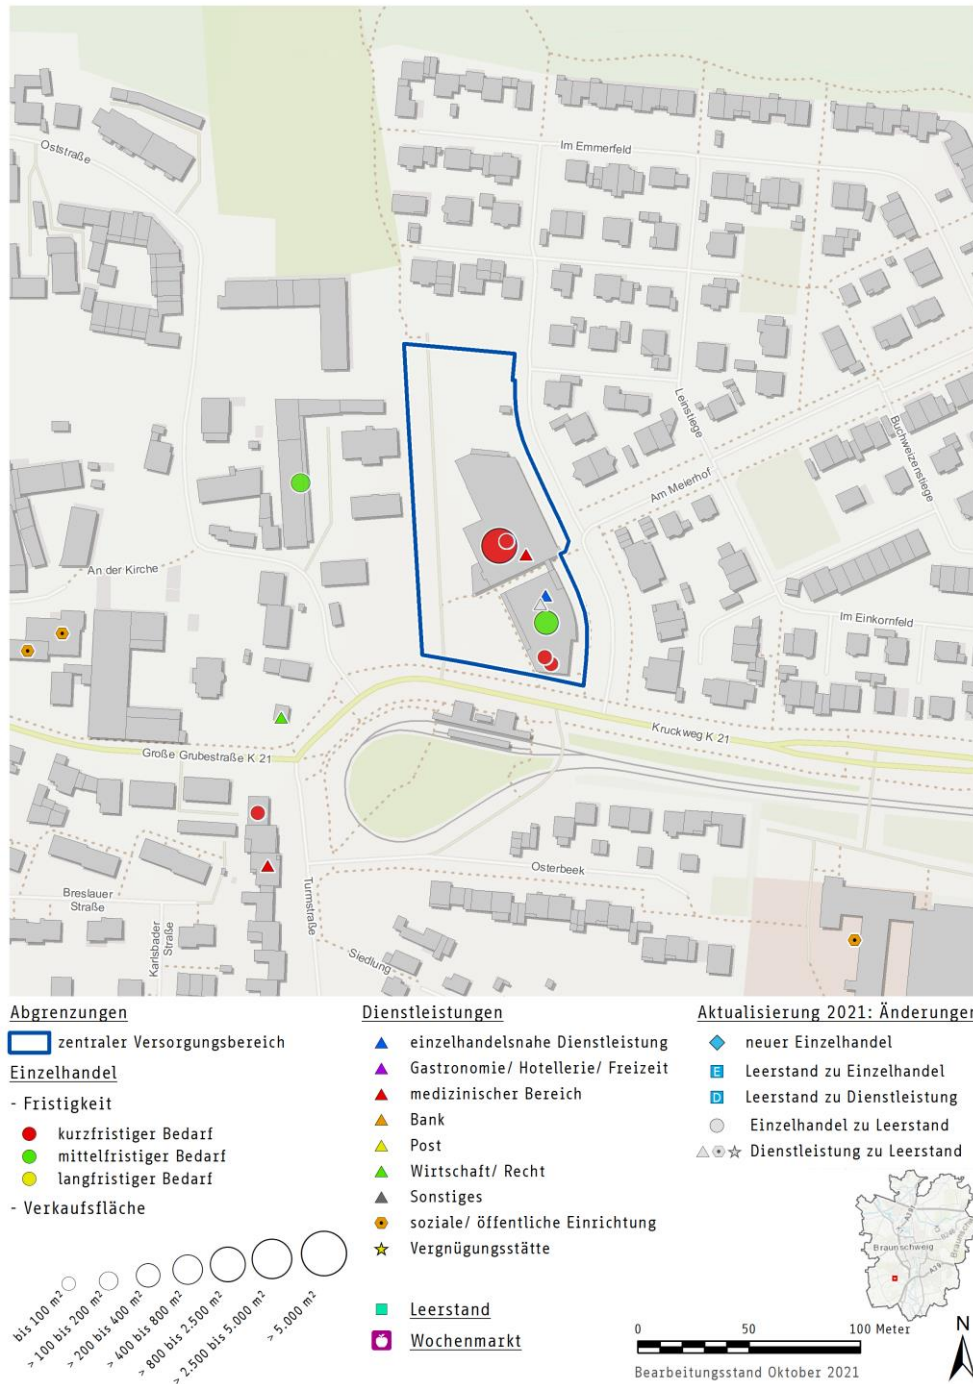 Oststraße
Im Emmerfeld
Leinstiege
Buchweizenstiege
Am Meierhof
An der Kirche
Im Einkornfeld
Kruckweg K 21
Große Grubestraße K 21
Osterbeek
Breslauer
Straße
Karlsbader
Straße
Turmstraße
Siedlung
Abgrenzungen
zentraler Versorgungsbereich
Einzelhandel
- Fristigkeit
kurzfristiger Bedarf
mittelfristiger Bedarf
langfristiger Bedarf
- Verkaufsfläche
bis 100 m²
> 100 bis 200 m²
> 200 bis 400 m²
> 400 bis 800 m²
> 800 bis 2.500 m²
> 2.500 bis 5.000 m²
> 5.000 m²
Dienstleistungen
einzelhandelsnahe Dienstleistung
Gastronomie/ Hotellerie/ Freizeit
medizinischer Bereich
Bank
Post
Wirtschaft/ Recht
Sonstiges
soziale/ öffentliche Einrichtung
Vergnügungsstätte
Leerstand
Wochenmarkt
Aktualisierung 2021: Änderungen
neuer Einzelhandel
E Leerstand zu Einzelhandel
D Leerstand zu Dienstleistung
Einzelhandel zu Leerstand
Dienstleistung zu Leerstand
Braunschweig
A39
N
0 50 100 Meter
Bearbeitungsstand Oktober 2021